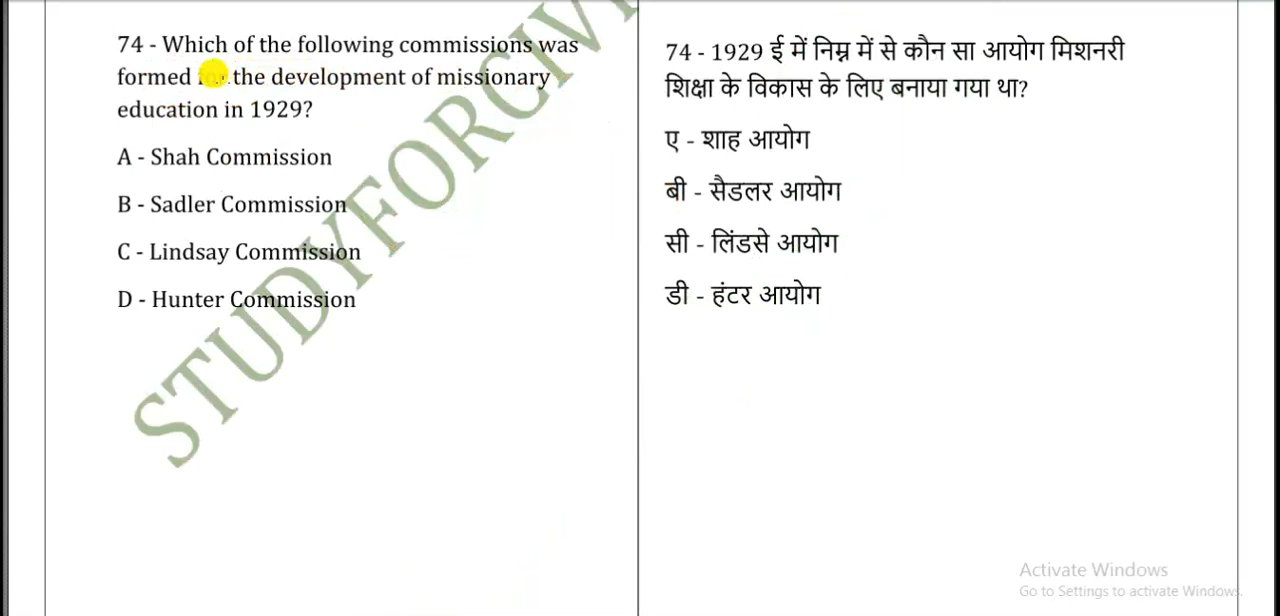 74 - Which of the following commissions was
formed for the development of missionary
education in 1929?
A - Shah Commission
B - Sadler Commission
C - Lindsay Commission
D - Hunter Commission
STUDYFORCIV
74 - 1929 ई में निम्न में से कौन सा आयोग मिशनरी
शिक्षा के विकास के लिए बनाया गया था?
ए - शाह आयोग
बी - सैडलर आयोग
सी - लिंडसे आयोग
डी - हंटर आयोग
Activate Windows
Go to Settings to activate Windows.